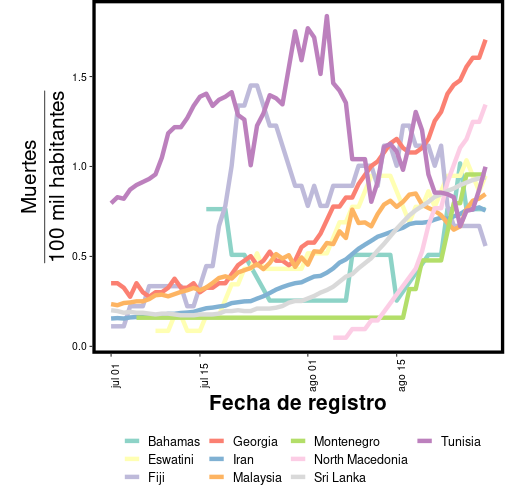 Muertes
100 mil habitantes
1.5
1.0
0.5
0.0
jul 01
jul 15
ago 01
ago 15
Fecha de registro
Bahamas
Georgia
Montenegro
Tunisia
Eswatini
Iran
North Macedonia
Fiji
Malaysia
Sri Lanka